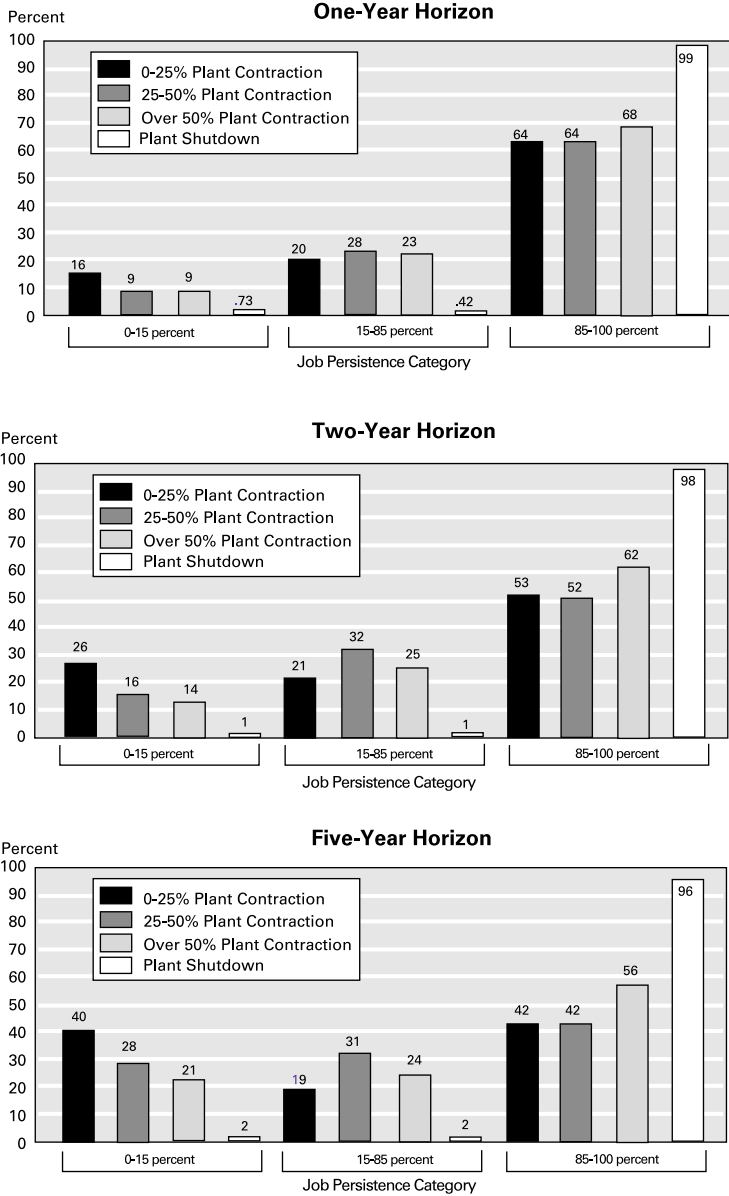 One-Year Horizon
Percent
100
90
80
70
60
50
40
30
20
10
0
0-25% Plant Contraction
25-50% Plant Contraction
Over 50% Plant Contraction
Plant Shutdown
16
9
9
.73
20
28
23
.42
64
64
68
99
0-15 percent
15-85 percent
85-100 percent
Job Persistence Category
Two-Year Horizon
Percent
100
90
80
70
60
50
40
30
20
10
0
0-25% Plant Contraction
25-50% Plant Contraction
Over 50% Plant Contraction
Plant Shutdown
26
16
14
1
21
32
25
1
53
52
62
98
0-15 percent
15-85 percent
85-100 percent
Job Persistence Category
Five-Year Horizon
Percent
100
90
80
70
60
50
40
30
20
10
0
0-25% Plant Contraction
25-50% Plant Contraction
Over 50% Plant Contraction
Plant Shutdown
40
28
21
2
19
31
24
2
42
42
56
96
0-15 percent
15-85 percent
85-100 percent
Job Persistence Category